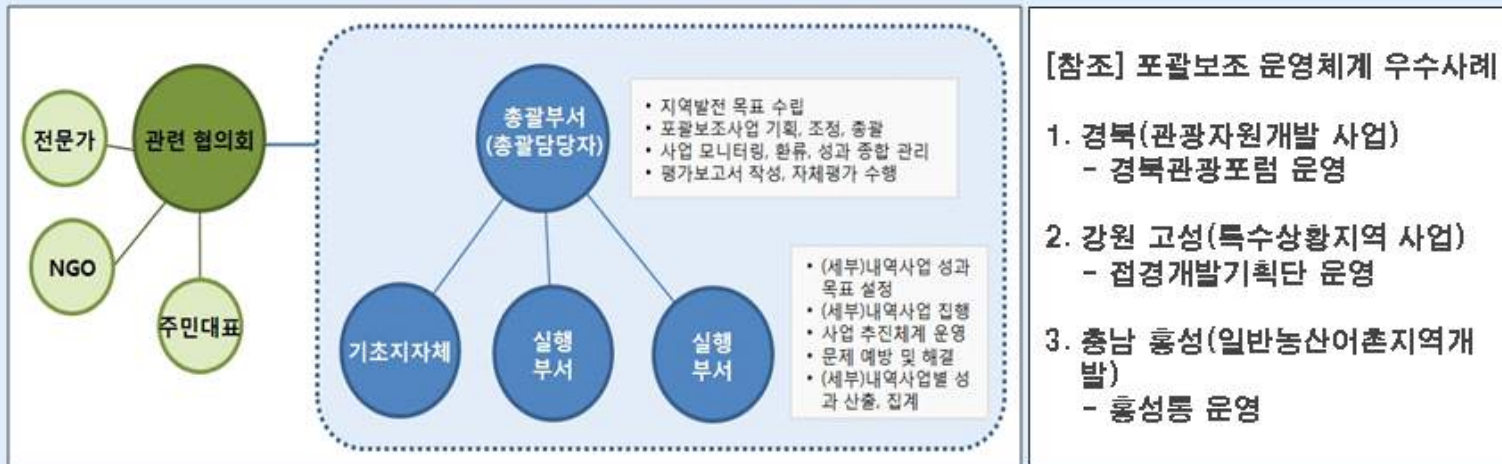 전문가
관련 협의회
NGO
주민대표
총괄부서
(총괄담당자)
• 지역발전 목표 수립
• 포괄보조사업 기획, 조정, 총괄
• 사업 모니터링, 환류, 성과 종합 관리
• 평가보고서 작성, 자체평가 수행
기초지자체
실행
부서
실행
부서
• (세부)내역사업 성과
목표 설정
• (세부)내역사업 집행
• 사업 추진체계 운영
• 문제 예방 및 해결
• (세부)내역사업별 성
과 산출, 집계
[참조] 포괄보조 운영체계 우수사례
1. 경북(관광자원개발 사업)
- 경북관광포럼 운영
2. 강원 고성(특수상황지역 사업)
- 접경개발기획단 운영
3. 충남 홍성(일반농산어촌지역개
발)
- 홍성통 운영